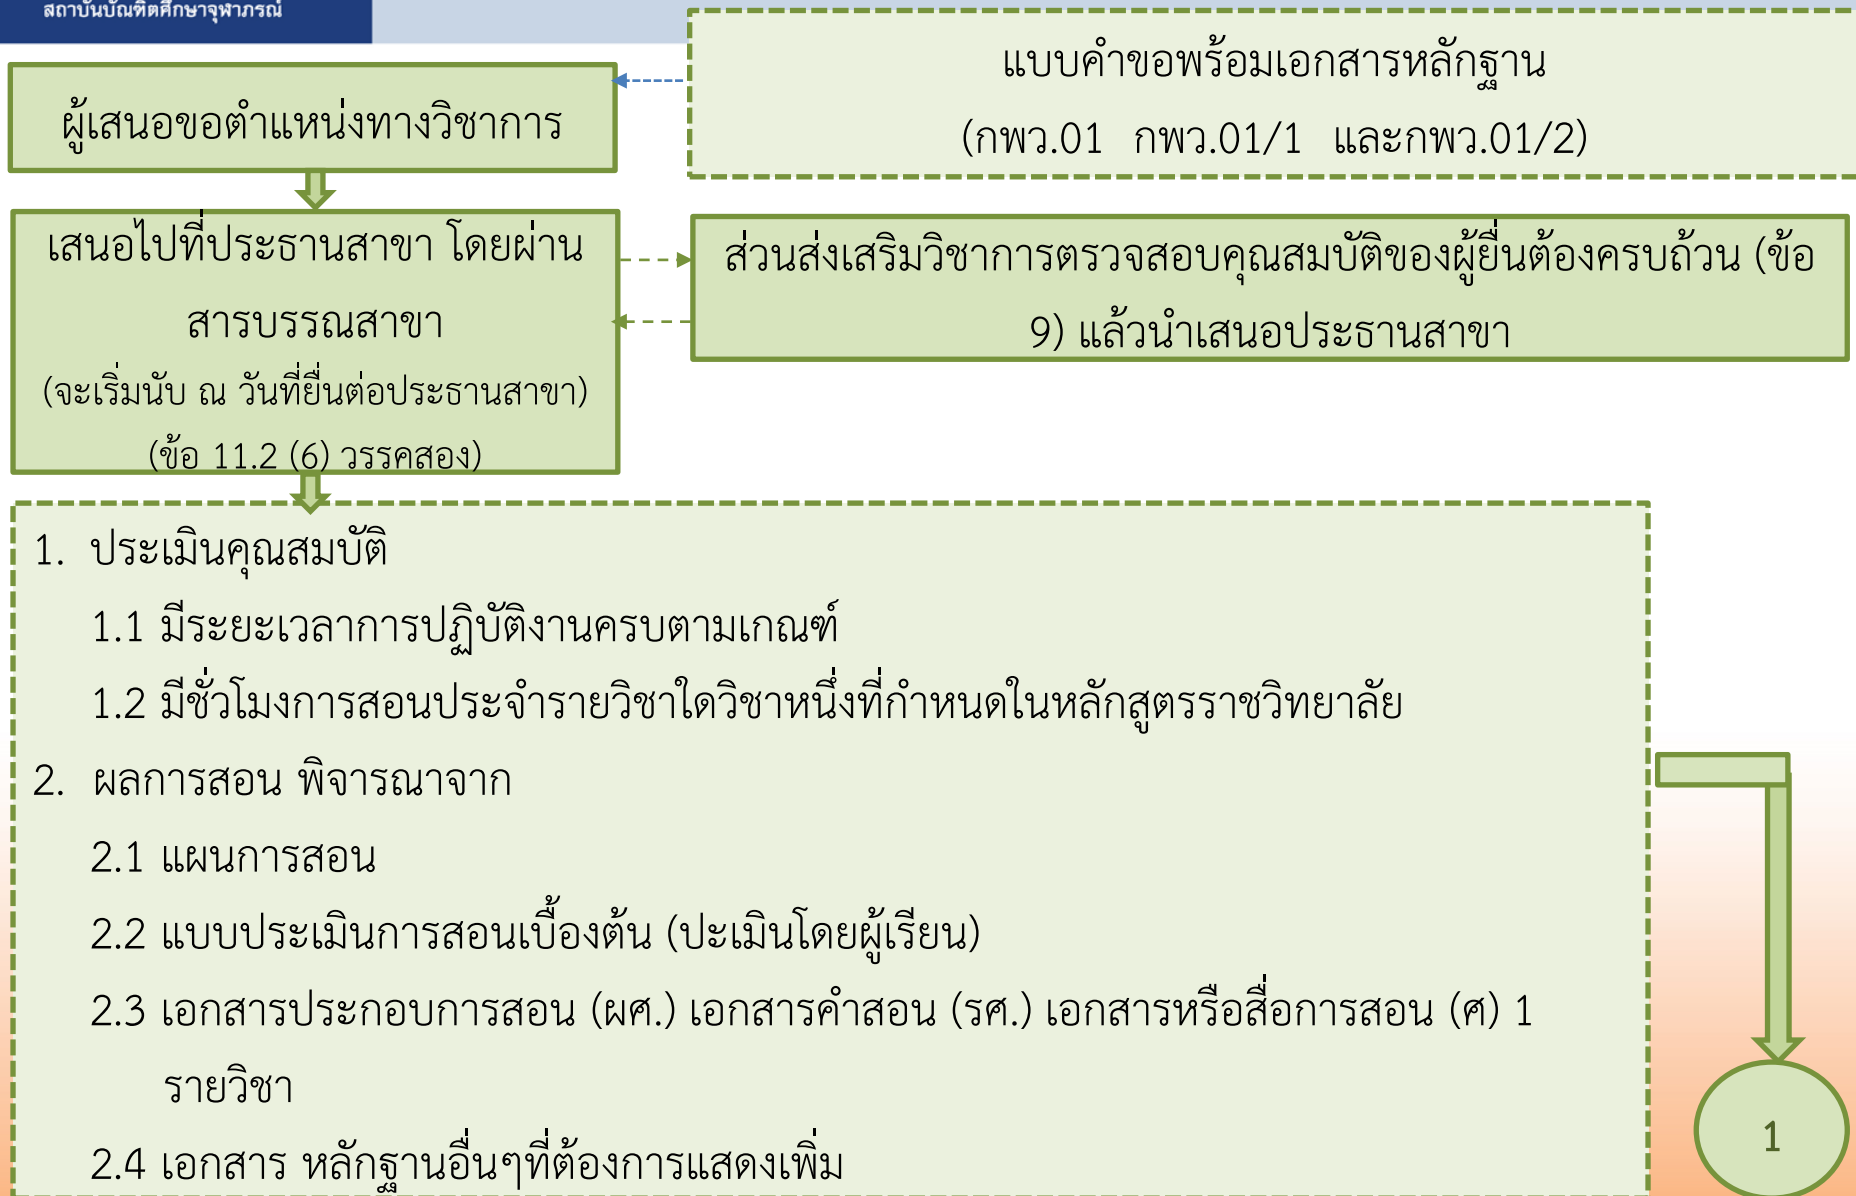 สถาบันบัณฑิตศึกษาจุฬาภรณ์
แบบคำขอพร้อมเอกสารหลักฐาน
(กพว.01 กพว.01/1 และกพว.01/2)
ผู้เสนอขอตำแหน่งทางวิชาการ
เสนอไปที่ประธานสาขา โดยผ่าน
สารบรรณสาขา
(จะเริ่มนับ ณ วันที่ยื่นต่อประธานสาขา)
(ข้อ 11.2 (6) วรรคสอง)
ส่วนส่งเสริมวิชาการตรวจสอบคุณสมบัติของผู้ยื่นต้องครบถ้วน (ข้อ
9) แล้วนำเสนอประธานสาขา
1. ประเมินคุณสมบัติ
1.1 มีระยะเวลาการปฏิบัติงานครบตามเกณฑ์
1.2 มีชั่วโมงการสอนประจำรายวิชาใดวิชาหนึ่งที่กำหนดในหลักสูตรราชวิทยาลัย
2. ผลการสอน พิจารณาจาก
2.1 แผนการสอน
2.2 แบบประเมินการสอนเบื้องต้น (ปะเมินโดยผู้เรียน)
2.3 เอกสารประกอบการสอน (ผศ.) เอกสารคำสอน (รศ.) เอกสารหรือสื่อการสอน (ศ) 1
รายวิชา
2.4 เอกสาร หลักฐานอื่นๆที่ต้องการแสดงเพิ่ม
1